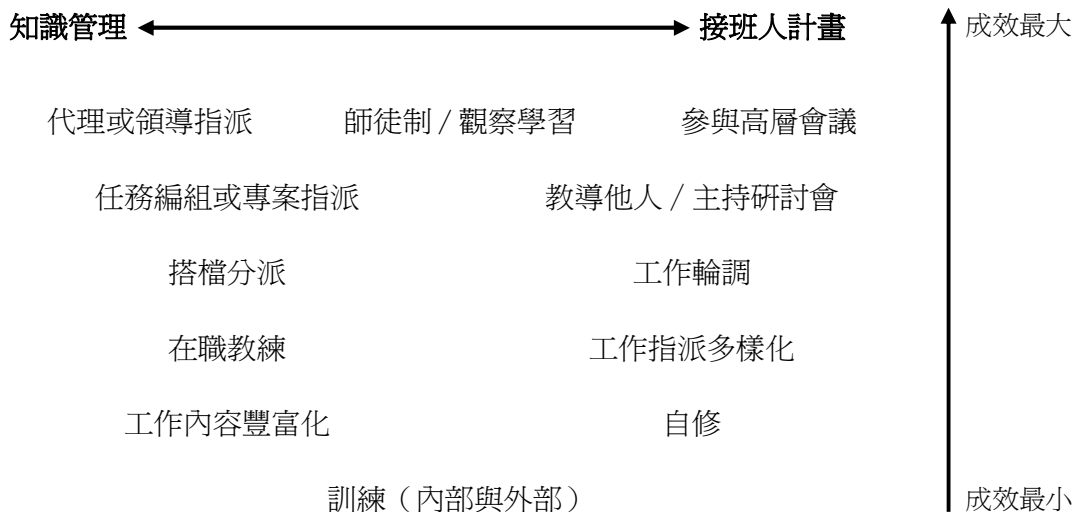 知識管理 接班人計畫 成效最大
代理或領導指派 師徒制 / 觀察學習 參與高層會議
任務編組或專案指派 教導他人 / 主持研討會
搭檔分派 工作輪調
在職教練 工作指派多樣化
工作內容豐富化 自修
訓練（內部與外部） 成效最小